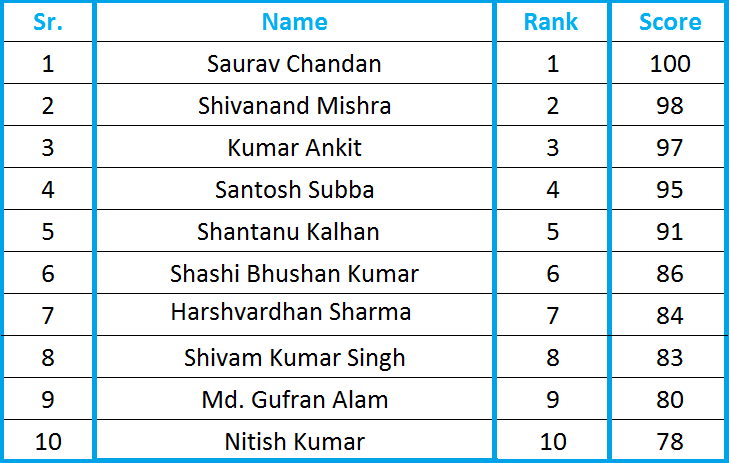 Sr. Name Rank Score
1 Saurav Chandan 1 100
2 Shivanand Mishra 2 98
3 Kumar Ankit 3 97
4 Santosh Subba 4 95
5 Shantanu Kalhan 5 91
6 Shashi Bhushan Kumar 6 86
7 Harshvardhan Sharma 7 84
8 Shivam Kumar Singh 8 83
9 Md. Gufran Alam 9 80
10 Nitish Kumar 10 78